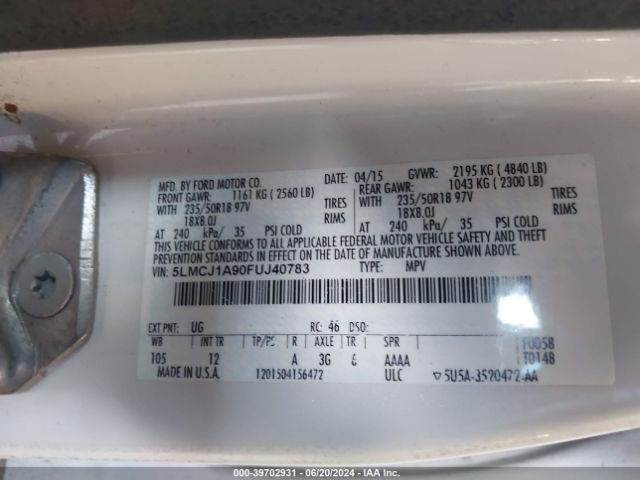 MFD. BY FORD MOTOR CO.
DATE 04/15 GVWR: 2195 KG ( 4840 LB)
FRONT GAWR: 1161 KG ( 2560 LB) REAR GAWR: 1043 KG ( 2300 LB)
WITH 235/50R18 97V TIRES 235/50R18 97V TIRES
18X8.0J RIMS WITH 18X8.0J RIMS
AT 240 kPa/ 35 PSI COLD AT 240 kPa/ 35 PSI COLD
THIS VEHICLE CONFORMS TO ALL APPLICABLE FEDERAL MOTOR VEHICLE SAFETY AND THEFT
PREVENTION STANDARDS IN EFFECT ON THE DATE OF MANUFACTURE SHOWN ABOVE.
VIN: 5LMCJ1A90FUJ40783 TYPE: MPV
EXT PNT: UG RC: 46 DSO:
WB INT TR TP/PS R AXLE TR SPR F0058
105 12 A 3G 6 AAAA T0148
MADE IN U.S.A. 1201504156472 ULC ▽5U5A-3520472-AA
000-39702931 - 06/20/2024 - IAA Inc.